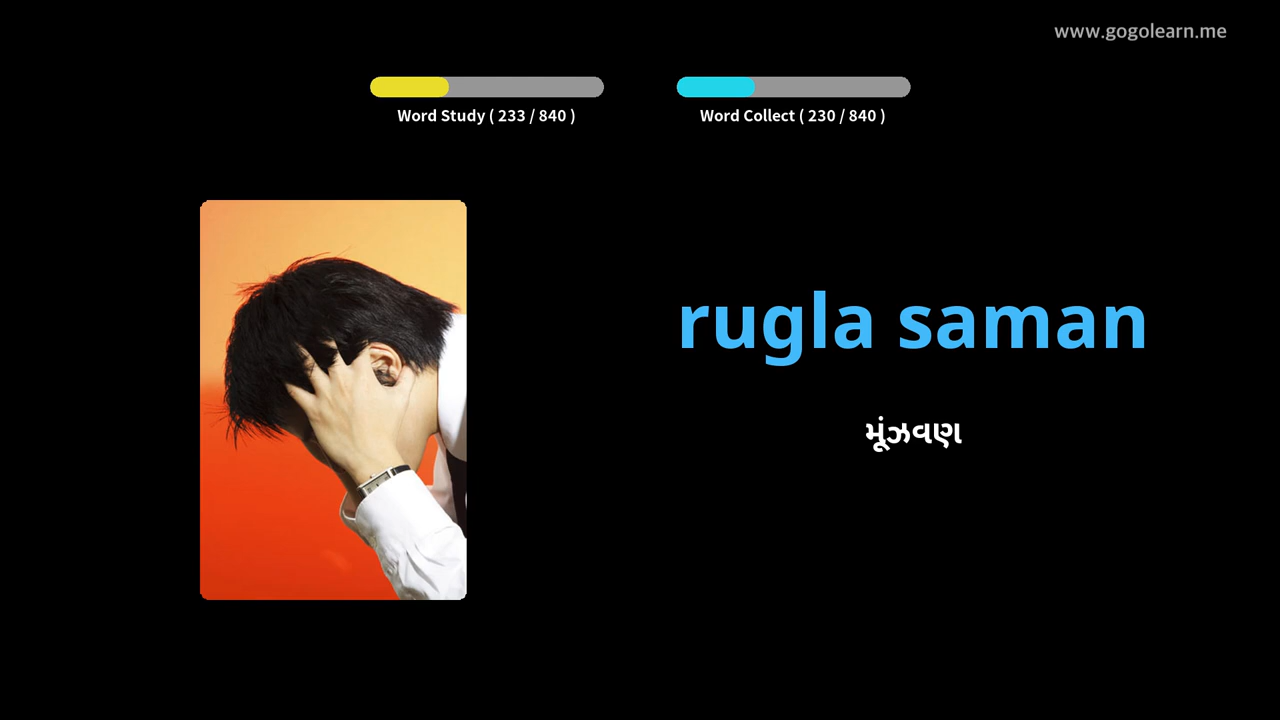 www.gogolearn.me
Word Study ( 233 / 840 )
Word Collect ( 230 / 840 )
rugla saman
મૂંઝવણ